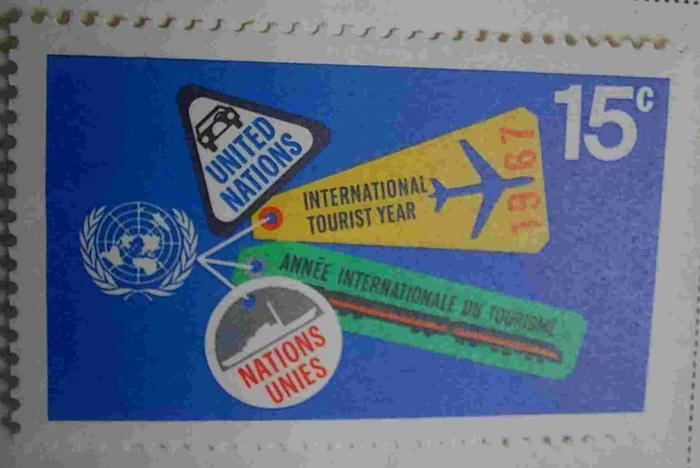 15c
UNITED
NATIONS
INTERNATIONAL
TOURIST YEAR
1967
ANNÉE INTERNATIONALE DU TOURISME
NATIONS
UNIES